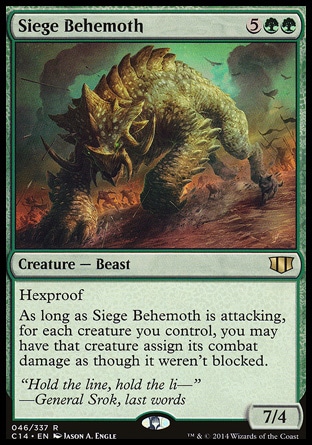 Siege Behemoth 5
Creature — Beast
Hexproof
As long as Siege Behemoth is attacking,
for each creature you control, you may
have that creature assign its combat
damage as though it weren't blocked.
"Hold the line, hold the li—"
—General Srok, last words
7/4
046/337 R
C14 • EN Jason A. Engle
™ & © 2014 Wizards of the Coast